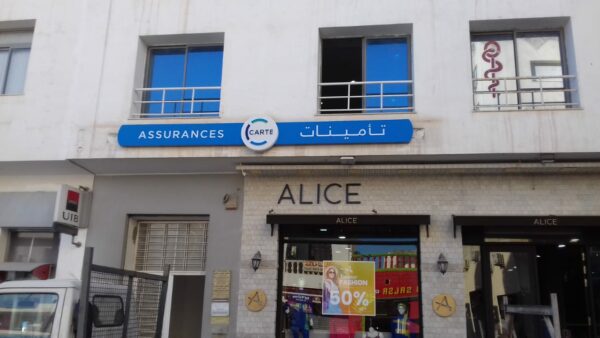 ASSURANCES CARTE تأمينات
UIB
ALICE
ALICE
ALICE
FASHION
50%
A
A